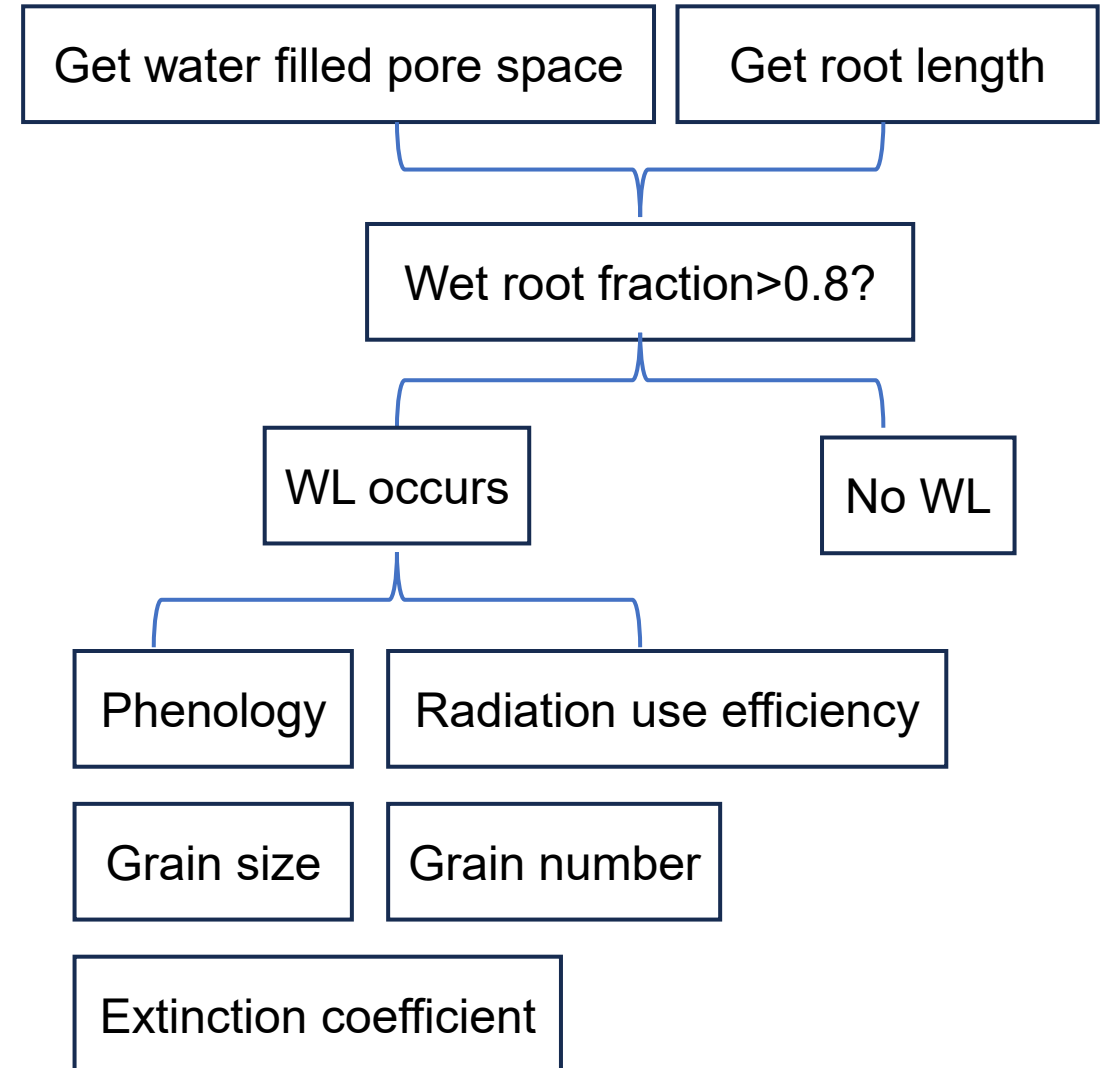 Get water filled pore space
Get root length
Wet root fraction>0.8?
WL occurs
No WL
Phenology
Radiation use efficiency
Grain size
Grain number
Extinction coefficient